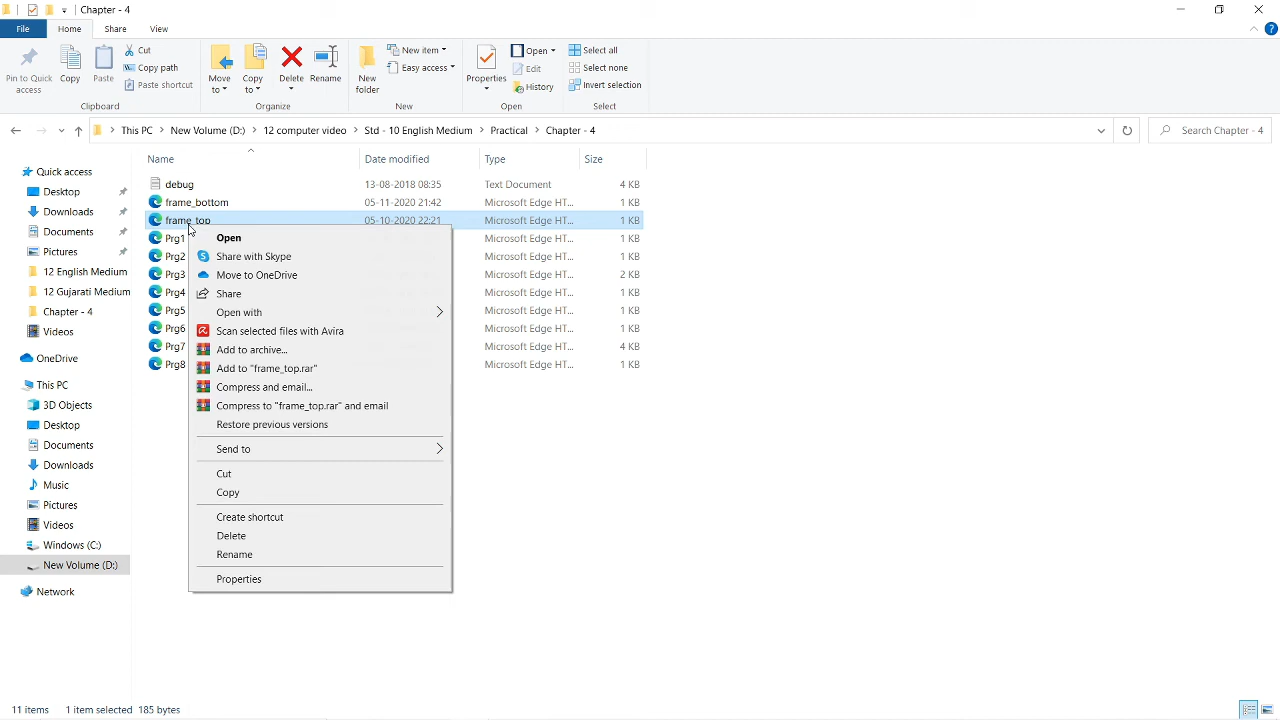 Chapter - 4
File Home Share View
Pin to Quick access
Copy
Paste
Cut
Copy path
Paste shortcut
Clipboard
Move to
Copy to
Delete
Rename
Organize
New folder
New item
Easy access
New
Properties
Open
Edit
History
Open
Select all
Select none
Invert selection
Select
This PC New Volume (D:) 12 computer video Std - 10 English Medium Practical Chapter - 4
Search Chapter - 4
Name Date modified Type Size
debug 13-08-2018 08:35 Text Document 4 KB
frame_bottom 05-11-2020 21:42 Microsoft Edge HT... 1 KB
frame_top 05-10-2020 22:21 Microsoft Edge HT... 1 KB
Prg1 Microsoft Edge HT... 1 KB
Prg2 Microsoft Edge HT... 1 KB
Prg3 Microsoft Edge HT... 2 KB
Prg4 Microsoft Edge HT... 1 KB
Prg5 Microsoft Edge HT... 1 KB
Prg6 Microsoft Edge HT... 1 KB
Prg7 Microsoft Edge HT... 4 KB
Prg8 Microsoft Edge HT... 1 KB
Open
Share with Skype
Move to OneDrive
Share
Open with
Scan selected files with Avira
Add to archive...
Add to "frame_top.rar"
Compress and email...
Compress to "frame_top.rar" and email
Restore previous versions
Send to
Cut
Copy
Create shortcut
Delete
Rename
Properties
Quick access
Desktop
Downloads
Documents
Pictures
12 English Medium
12 Gujarati Medium
Chapter - 4
Videos
OneDrive
This PC
3D Objects
Desktop
Documents
Downloads
Music
Pictures
Videos
Windows (C:)
New Volume (D:)
Network
11 items 1 item selected 185 bytes